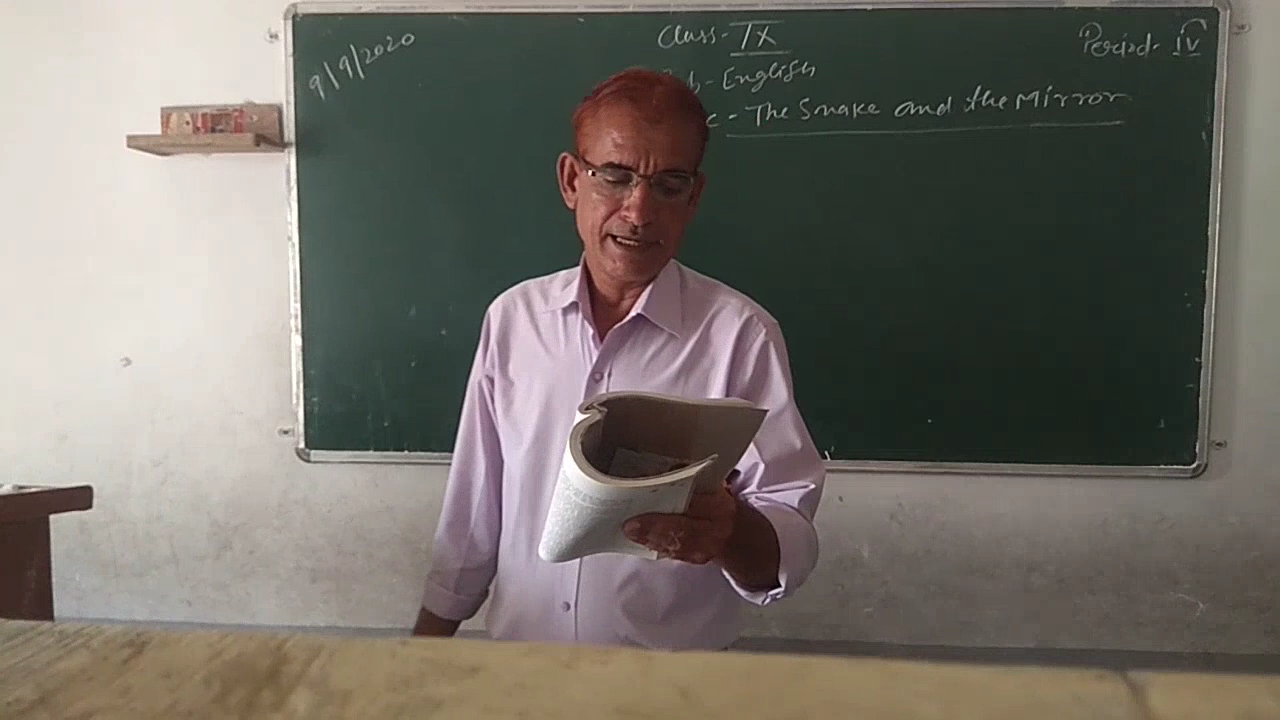 9/9/2020
Class - IX
Period - IV
b - English
c - The Snake and the Mirror